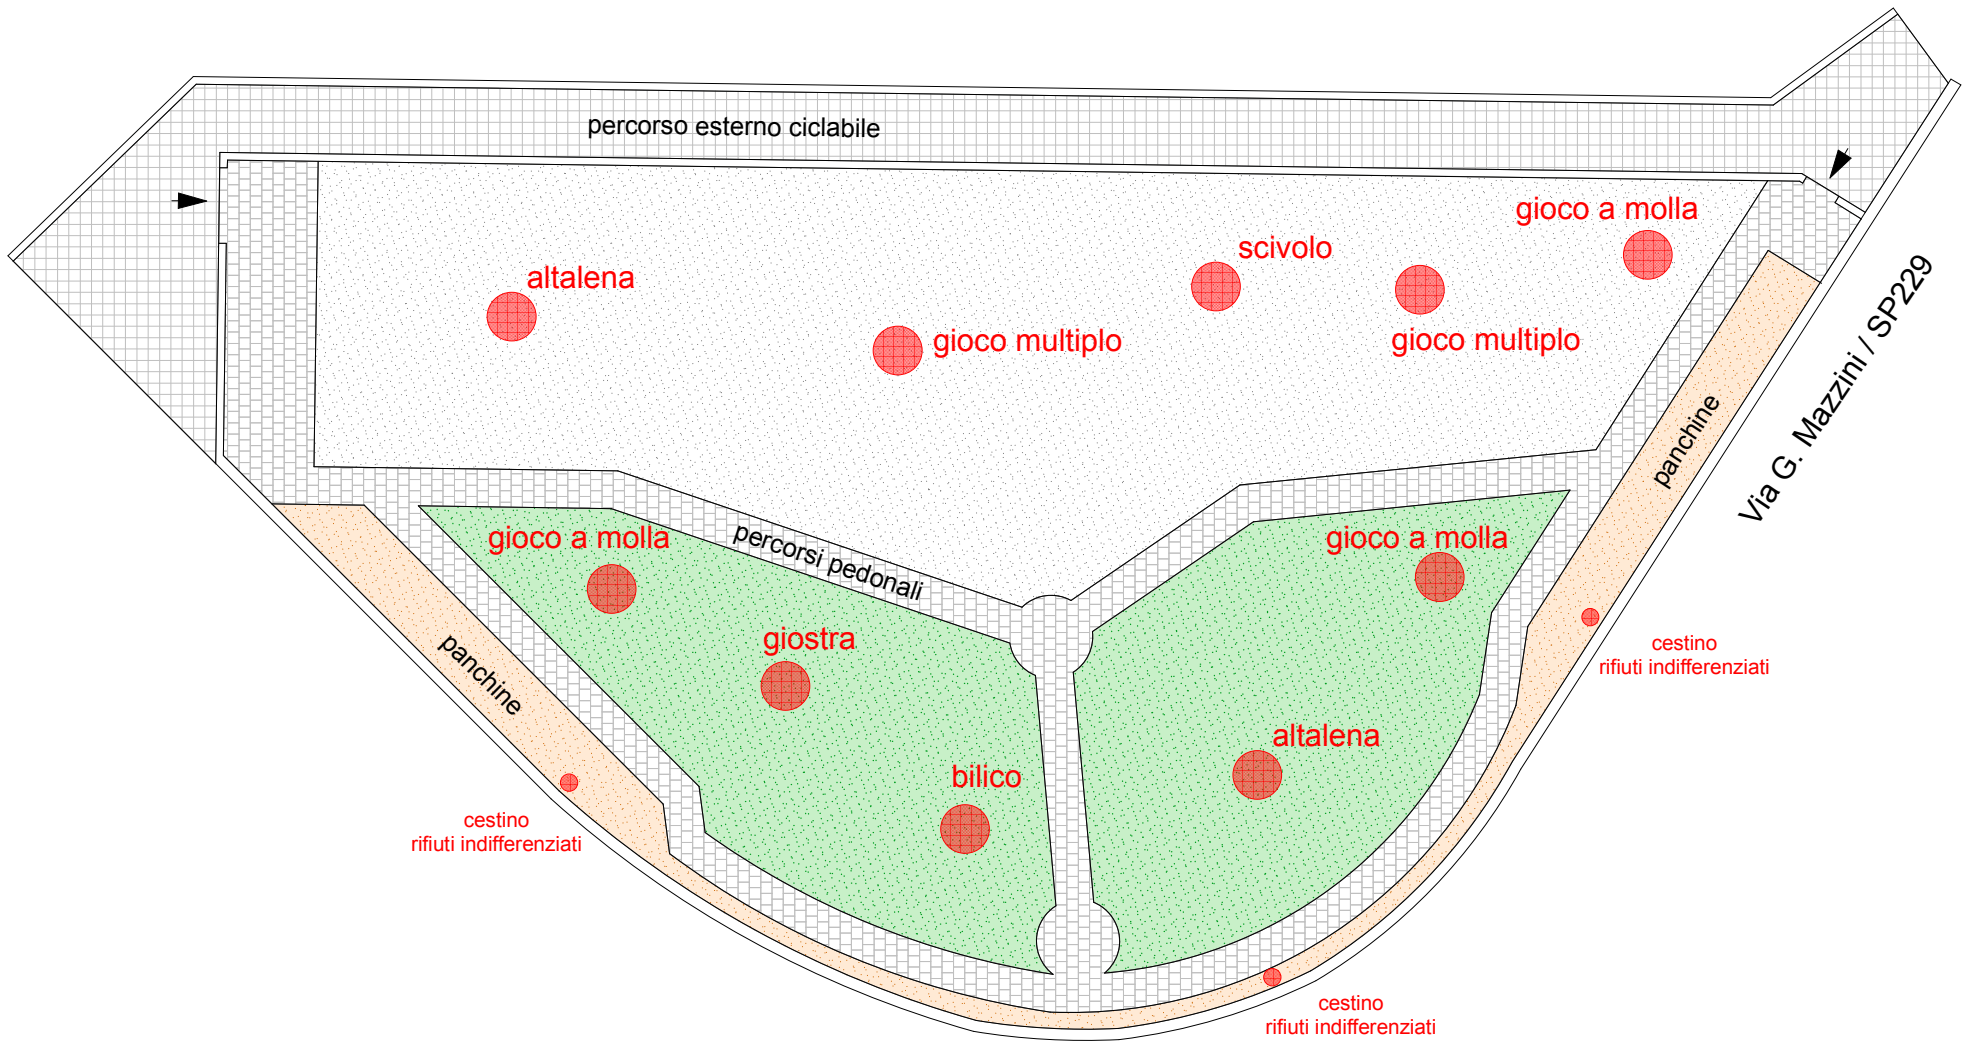 percorso esterno ciclabile
gioco a molla
scivolo
altalena
gioco multiplo
gioco multiplo
Via G. Mazzini / SP229
panchine
gioco a molla
percorsi pedonali
gioco a molla
giostra
panchine
cestino
rifiuti indifferenziati
altalena
bilico
cestino
rifiuti indifferenziati
cestino
rifiuti indifferenziati